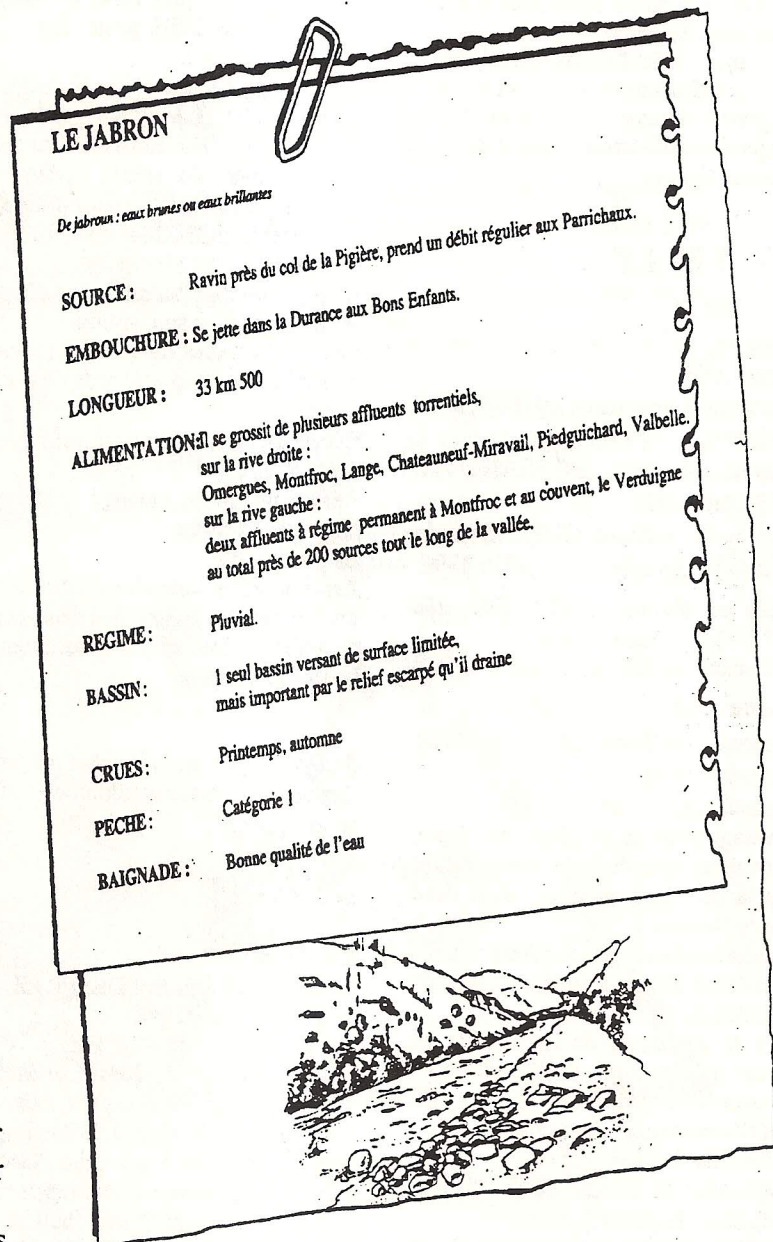 LE JABRON
De jabroun : eaux brunes ou eaux brillantes
SOURCE : Ravin près du col de la Pigière, prend un débit régulier aux Parrichaux.
EMBOUCHURE : Se jette dans la Durance aux Bons Enfants.
LONGUEUR : 33 km 500
ALIMENTATION: Il se grossit de plusieurs affluents torrentiels,
sur la rive droite :
Omergues, Montfroc, Lange, Chateauneuf-Miravail, Piedguichard, Valbelle.
sur la rive gauche :
deux affluents à régime permanent à Montfroc et au couvent, le Verduigne
au total près de 200 sources tout le long de la vallée.
REGIME : Pluvial.
BASSIN : 1 seul bassin versant de surface limitée,
mais important par le relief escarpé qu'il draine
CRUES : Printemps, automne
PECHE : Catégorie 1
BAIGNADE : Bonne qualité de l'eau